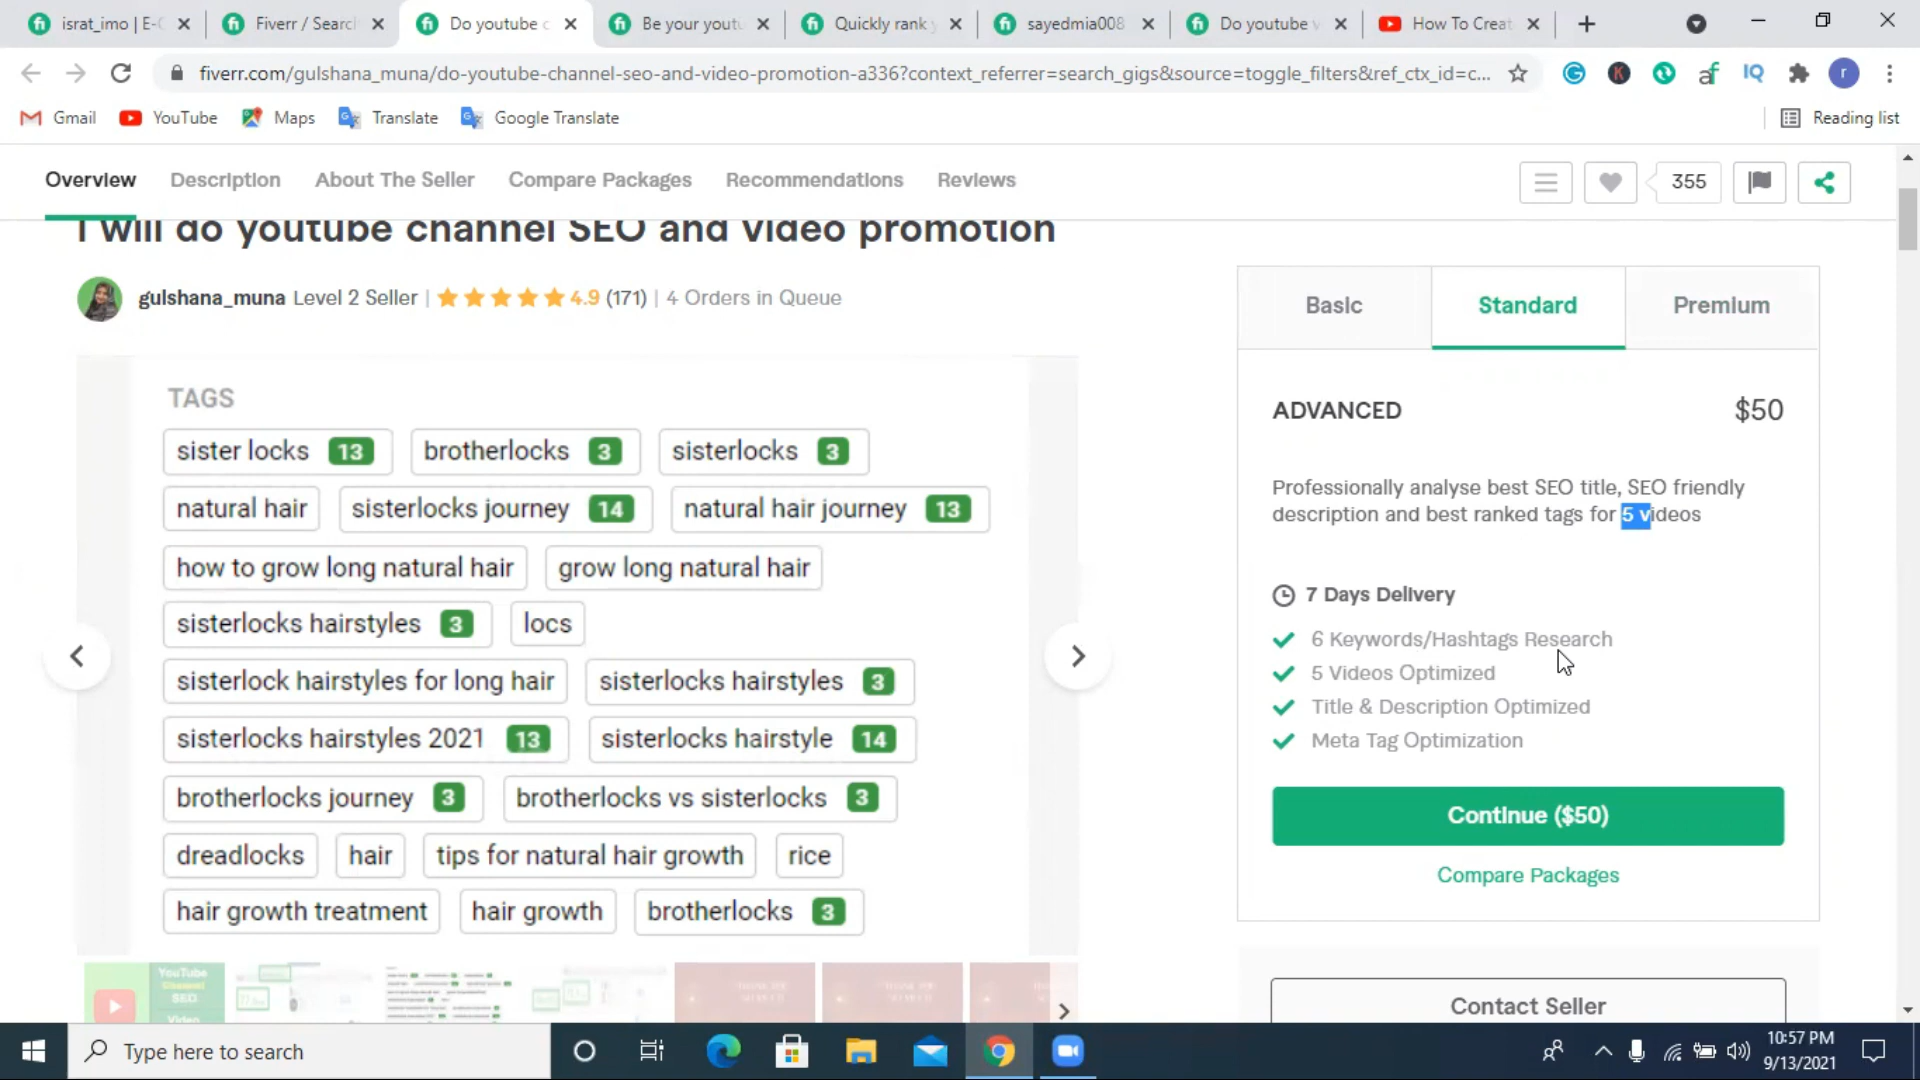 israt_imo | E-C
Fiverr / Search
Do youtube c
Be your youtu
Quickly rank y
sayedmia008
Do youtube v
How To Creat
fiverr.com/gulshana_muna/do-youtube-channel-seo-and-video-promotion-a336?context_referrer=search_gigs&source=toggle_filters&ref_ctx_id=c...
K
af
IQ
r
Gmail
YouTube
Maps
Translate
Google Translate
Reading list
Overview
Description
About The Seller
Compare Packages
Recommendations
Reviews
355
I will do youtube channel SEO and video promotion
gulshana_muna Level 2 Seller | 4.9 (171) | 4 Orders in Queue
TAGS
sister locks 13 brotherlocks 3 sisterlocks 3
natural hair sisterlocks journey 14 natural hair journey 13
how to grow long natural hair grow long natural hair
sisterlocks hairstyles 3 locs
sisterlock hairstyles for long hair sisterlocks hairstyles 3
sisterlocks hairstyles 2021 13 sisterlocks hairstyle 14
brotherlocks journey 3 brotherlocks vs sisterlocks 3
dreadlocks hair tips for natural hair growth rice
hair growth treatment hair growth brotherlocks 3
YouTube
Channel
SEO
Video
Basic
Standard
Premium
ADVANCED $50
Professionally analyse best SEO title, SEO friendly
description and best ranked tags for 5 videos
7 Days Delivery
6 Keywords/Hashtags Research
5 Videos Optimized
Title & Description Optimized
Meta Tag Optimization
Continue ($50)
Compare Packages
Contact Seller
Type here to search
10:57 PM
9/13/2021